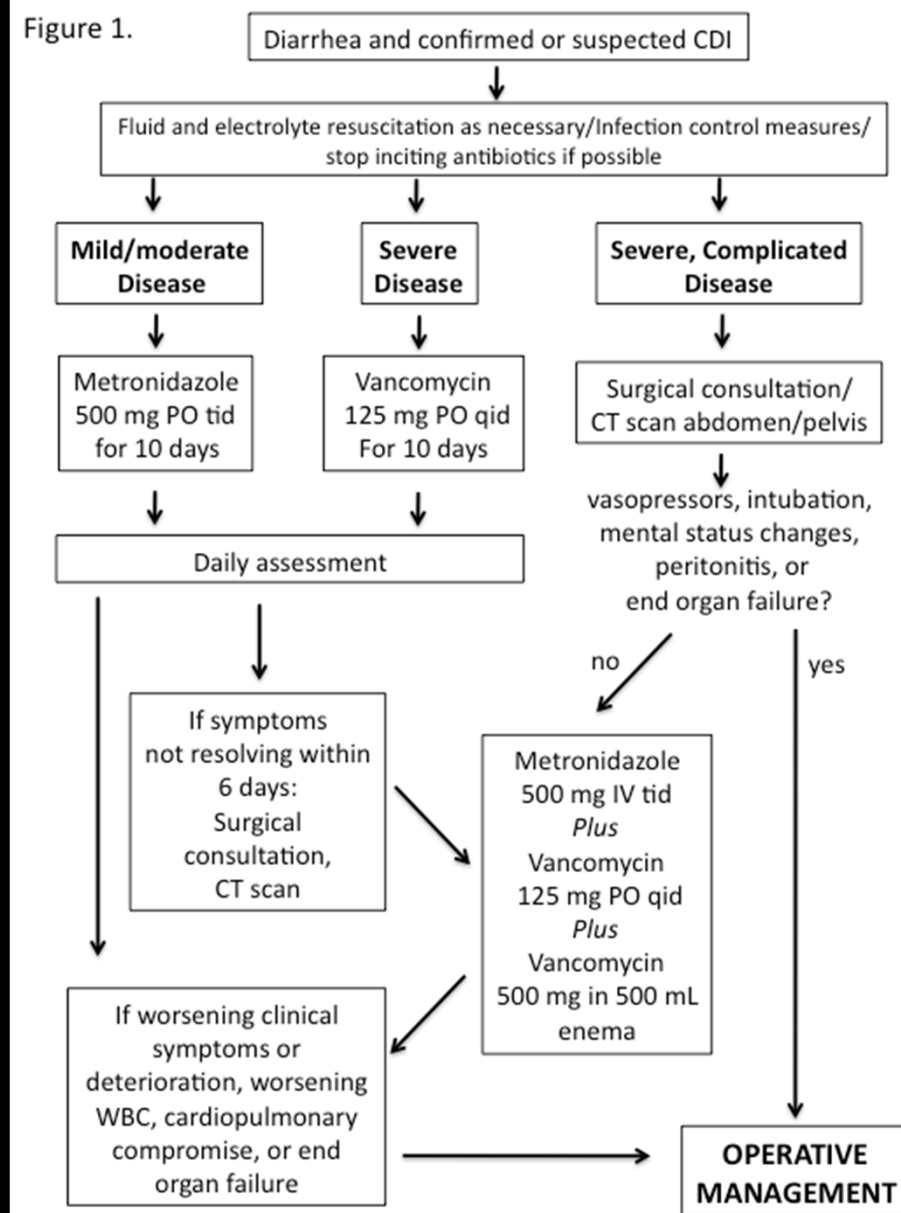 Figure 1.
Diarrhea and confirmed or suspected CDI
Fluid and electrolyte resuscitation as necessary/Infection control measures/
stop inciting antibiotics if possible
Mild/moderate
Disease
Severe
Disease
Severe, Complicated
Disease
Metronidazole
500 mg PO tid
for 10 days
Vancomycin
125 mg PO qid
For 10 days
Surgical consultation/
CT scan abdomen/pelvis
vasopressors, intubation,
mental status changes,
peritonitis, or
end organ failure?
Daily assessment
no
yes
If symptoms
not resolving within
6 days:
Surgical
consultation,
CT scan
Metronidazole
500 mg IV tid
Plus
Vancomycin
125 mg PO qid
Plus
Vancomycin
500 mg in 500 mL
enema
If worsening clinical
symptoms or
deterioration, worsening
WBC, cardiopulmonary
compromise, or end
organ failure
OPERATIVE
MANAGEMENT